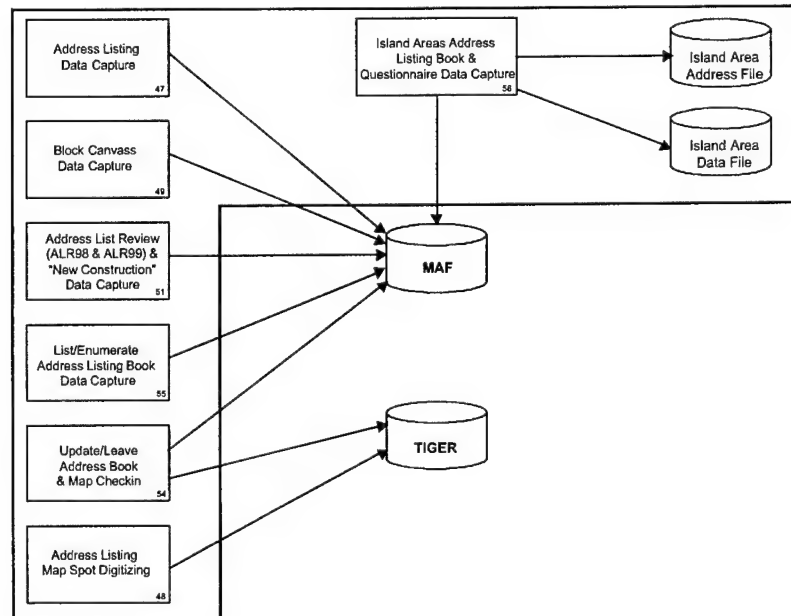 Address Listing
Data Capture
47
Island Areas Address
Listing Book &
Questionnaire Data Capture
56
Island Area
Address File
Island Area
Data File
Block Canvass
Data Capture
49
Address List Review
(ALR98 & ALR99) &
"New Construction"
Data Capture
51
MAF
List/Enumerate
Address Listing Book
Data Capture
55
Update/Leave
Address Book
& Map Checkin
54
TIGER
Address Listing
Map Spot Digitizing
48